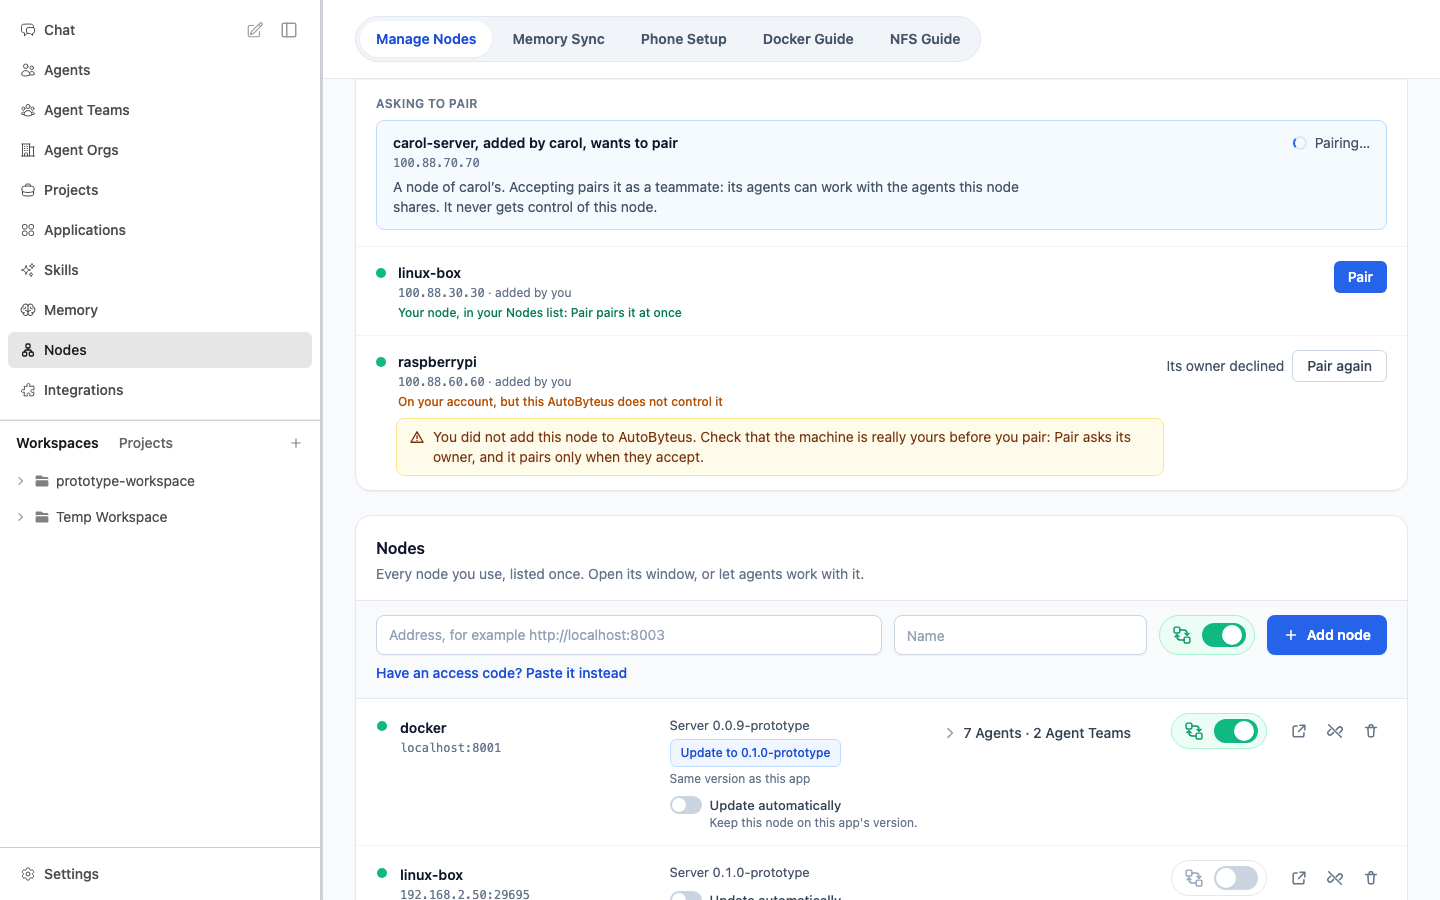 Chat
Agents
Agent Teams
Agent Orgs
Projects
Applications
Skills
Memory
Nodes
Integrations
Workspaces
Projects
prototype-workspace
Temp Workspace
Settings
Manage Nodes
Memory Sync
Phone Setup
Docker Guide
NFS Guide
ASKING TO PAIR
carol-server, added by carol, wants to pair
Pairing...
100.88.70.70
A node of carol's. Accepting pairs it as a teammate: its agents can work with the agents this node
shares. It never gets control of this node.
linux-box
100.88.30.30 · added by you
Your node, in your Nodes list: Pair pairs it at once
Pair
raspberrypi
100.88.60.60 · added by you
On your account, but this AutoByteus does not control it
Its owner declined
Pair again
You did not add this node to AutoByteus. Check that the machine is really yours before you pair: Pair asks its
owner, and it pairs only when they accept.
Nodes
Every node you use, listed once. Open its window, or let agents work with it.
Address, for example http://localhost:8003
Name
Add node
Have an access code? Paste it instead
docker
localhost:8001
Server 0.0.9-prototype
Update to 0.1.0-prototype
Same version as this app
Update automatically
Keep this node on this app's version.
7 Agents · 2 Agent Teams
linux-box
192.168.2.50:29695
Server 0.1.0-prototype
Update automatically